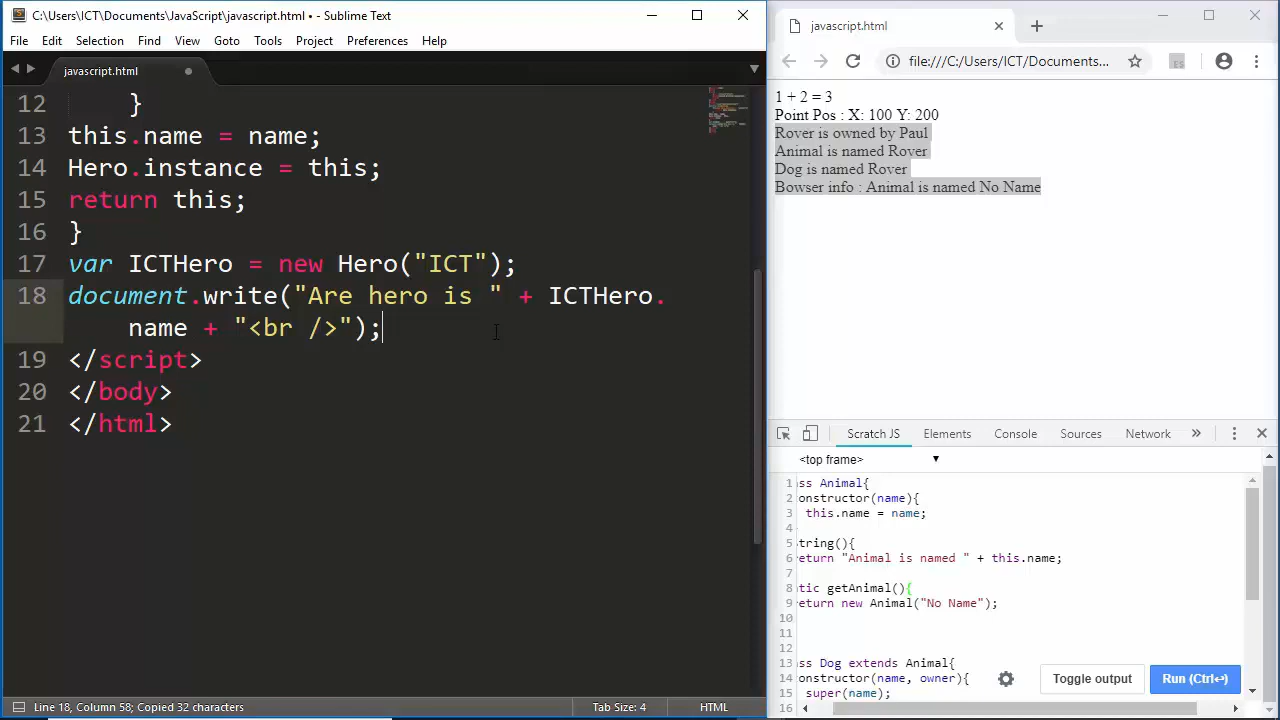 C:\Users\ICT\Documents\JavaScript\javascript.html • - Sublime Text
File Edit Selection Find View Goto Tools Project Preferences Help
javascript.html
12 }
13 this.name = name;
14 Hero.instance = this;
15 return this;
16 }
17 var ICTHero = new Hero("ICT");
18 document.write("Are hero is " + ICTHero.
name + "<br />");
19 </script>
20 </body>
21 </html>
Line 18, Column 58; Copied 32 characters
Tab Size: 4
HTML
javascript.html
file:///C:/Users/ICT/Documents...
ES
1 + 2 = 3
Point Pos : X: 100 Y: 200
Rover is owned by Paul
Animal is named Rover
Dog is named Rover
Bowser info : Animal is named No Name
Scratch JS Elements Console Sources Network »
<top frame>
1 ss Animal{
2 onstructor(name){
3 this.name = name;
4
5 tring(){
6 eturn "Animal is named " + this.name;
7
8 tic getAnimal(){
9 eturn new Animal("No Name");
10
11
12
13 ss Dog extends Animal{
14 onstructor(name, owner){
15 super(name);
16
Toggle output
Run (Ctrl↵)